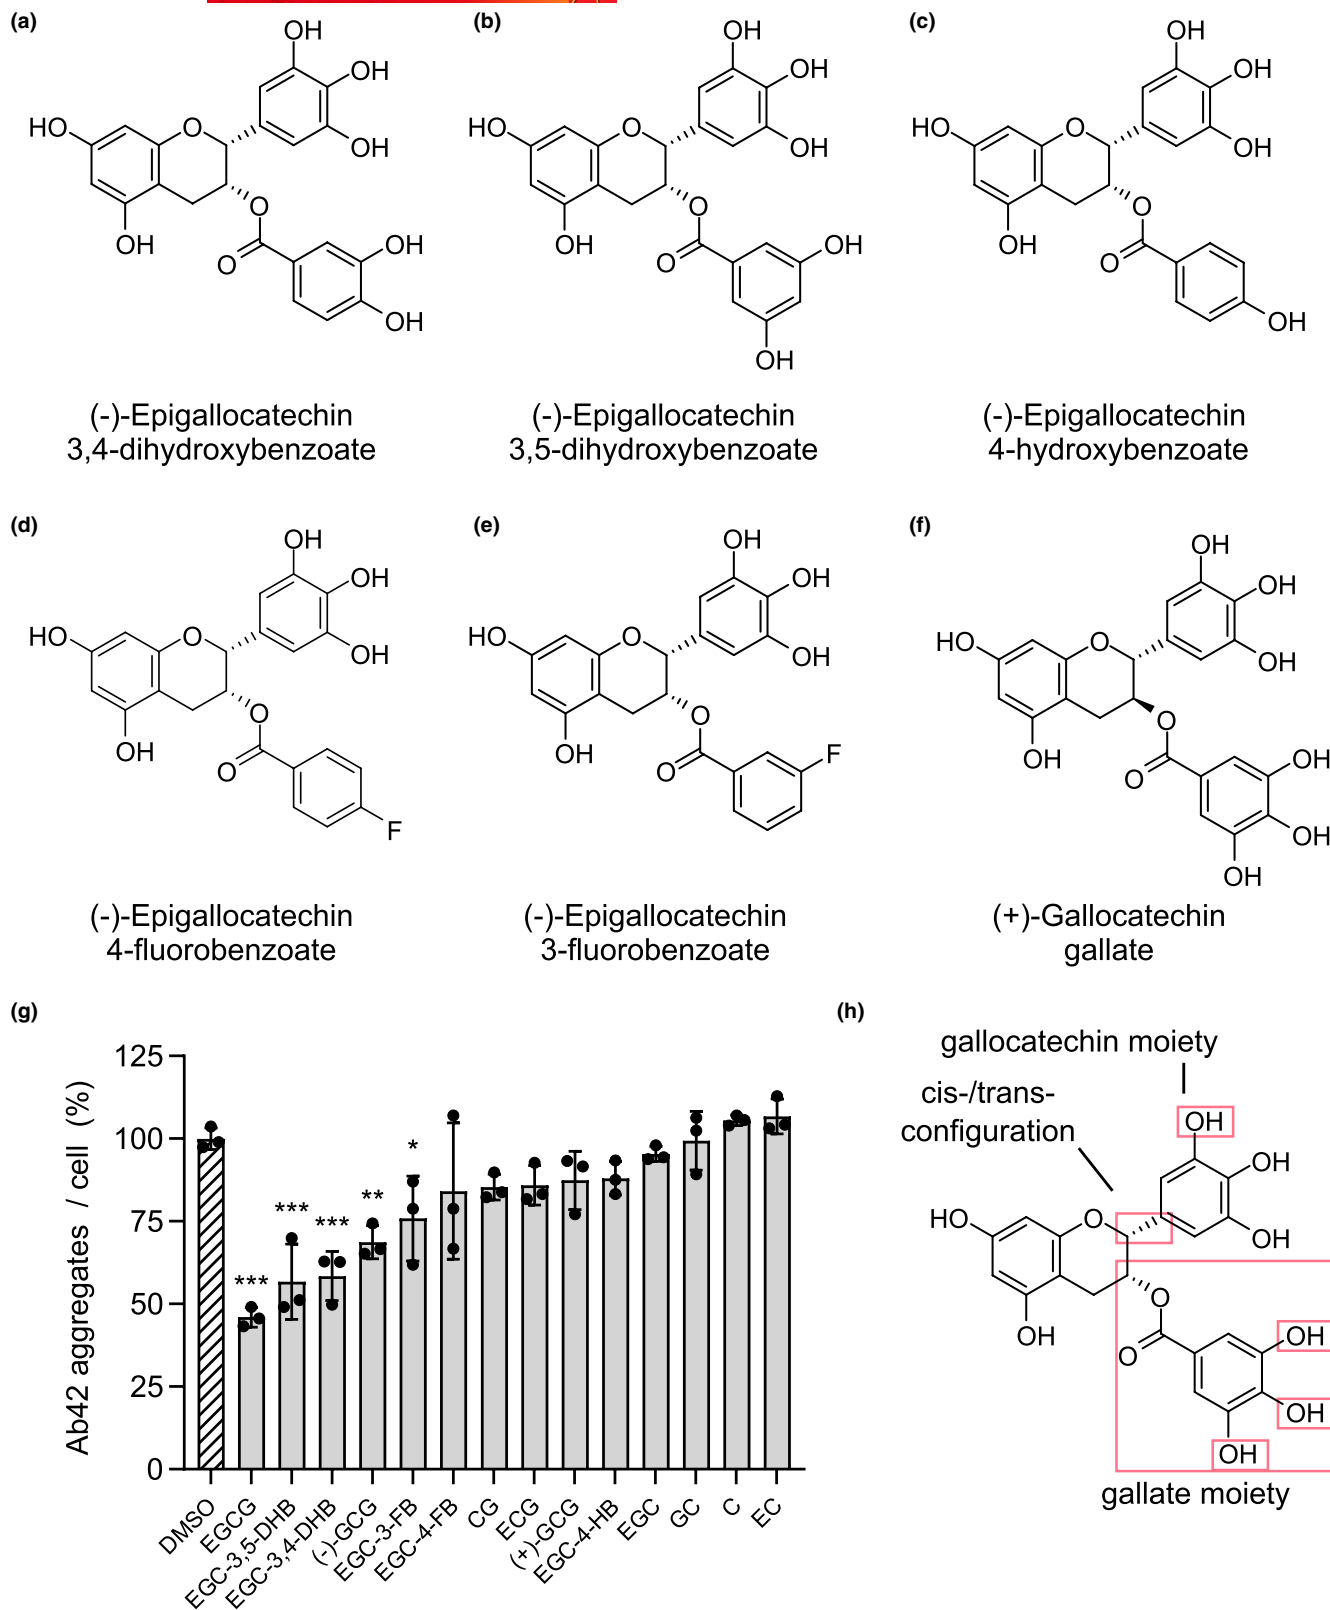 (a)
OH
OH
OH
HO
O
O
OH
O
OH
OH
(-)-Epigallocatechin
3,4-dihydroxybenzoate
(b)
OH
OH
OH
HO
O
O
OH
O
OH
OH
(-)-Epigallocatechin
3,5-dihydroxybenzoate
(c)
OH
OH
OH
HO
O
O
OH
O
OH
(-)-Epigallocatechin
4-hydroxybenzoate
(d)
OH
OH
OH
HO
O
O
OH
O
F
(-)-Epigallocatechin
4-fluorobenzoate
(e)
OH
OH
OH
HO
O
O
OH
O
F
(-)-Epigallocatechin
3-fluorobenzoate
(f)
OH
OH
OH
HO
O
O
OH
O
OH
OH
OH
(+)-Gallocatechin
gallate
(g)
Ab42 aggregates / cell (%)
125
100
75
50
25
0
***
***
***
**
*
DMSO
EGCG
EGC-3,5-DHB
EGC-3,4-DHB
(-)-GCG
EGC-3-FB
EGC-4-FB
CG
ECG
(+)-GCG
EGC-4-HB
EGC
GC
C
EC
(h)
gallocatechin moiety
cis-/trans-
configuration
OH
OH
OH
HO
O
O
OH
O
OH
OH
OH
gallate moiety